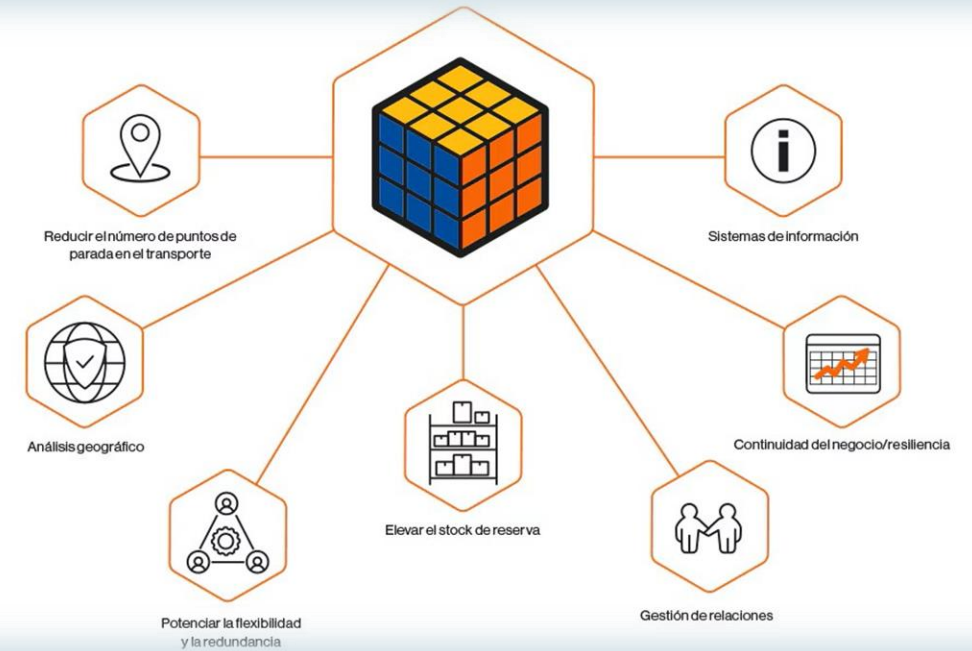 Reducir el número de puntos de
parada en el transporte
Sistemas de información
Análisis geográfico
Continuidad del negocio/resiliencia
Elevar el stock de reserva
Potenciar la flexibilidad
y la redundancia
Gestión de relaciones